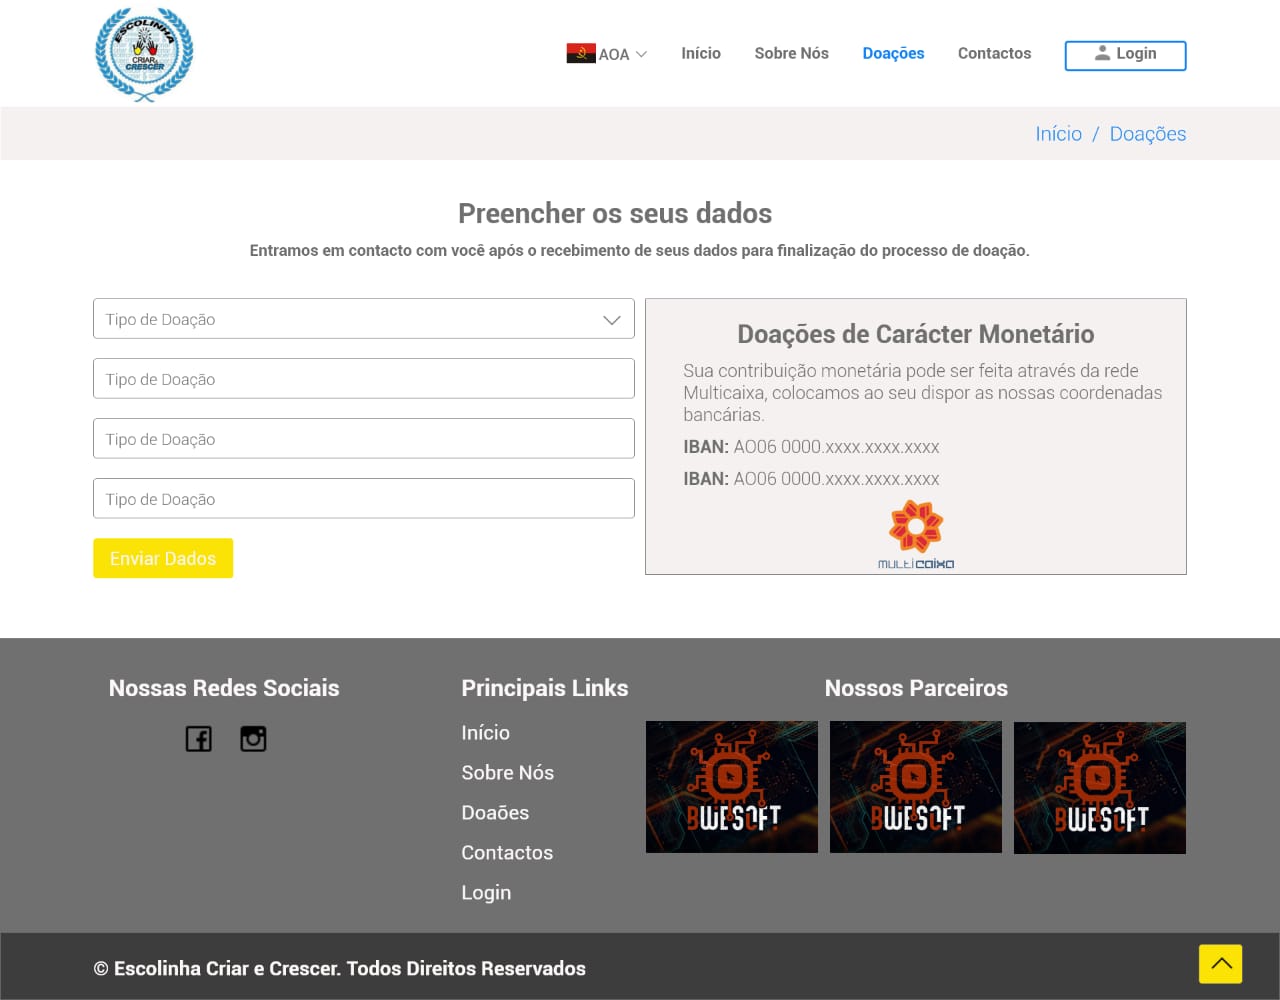 ESCOLINHA
CRIAR
CRESCER
AOA
Início
Sobre Nós
Doações
Contactos
Login
Início / Doações
Preencher os seus dados
Entramos em contacto com você após o recebimento de seus dados para finalização do processo de doação.
Tipo de Doação
Tipo de Doação
Tipo de Doação
Tipo de Doação
Enviar Dados
Doações de Carácter Monetário
Sua contribuição monetária pode ser feita através da rede
Multicaixa, colocamos ao seu dispor as nossas coordenadas
bancárias.
IBAN: AO06 0000.xxxx.xxxx.xxxx
IBAN: AO06 0000.xxxx.xxxx.xxxx
multicaixa
Nossas Redes Sociais
Principais Links
Início
Sobre Nós
Doaões
Contactos
Login
Nossos Parceiros
BWESOFT
BWESOFT
BWESOFT
© Escolinha Criar e Crescer. Todos Direitos Reservados